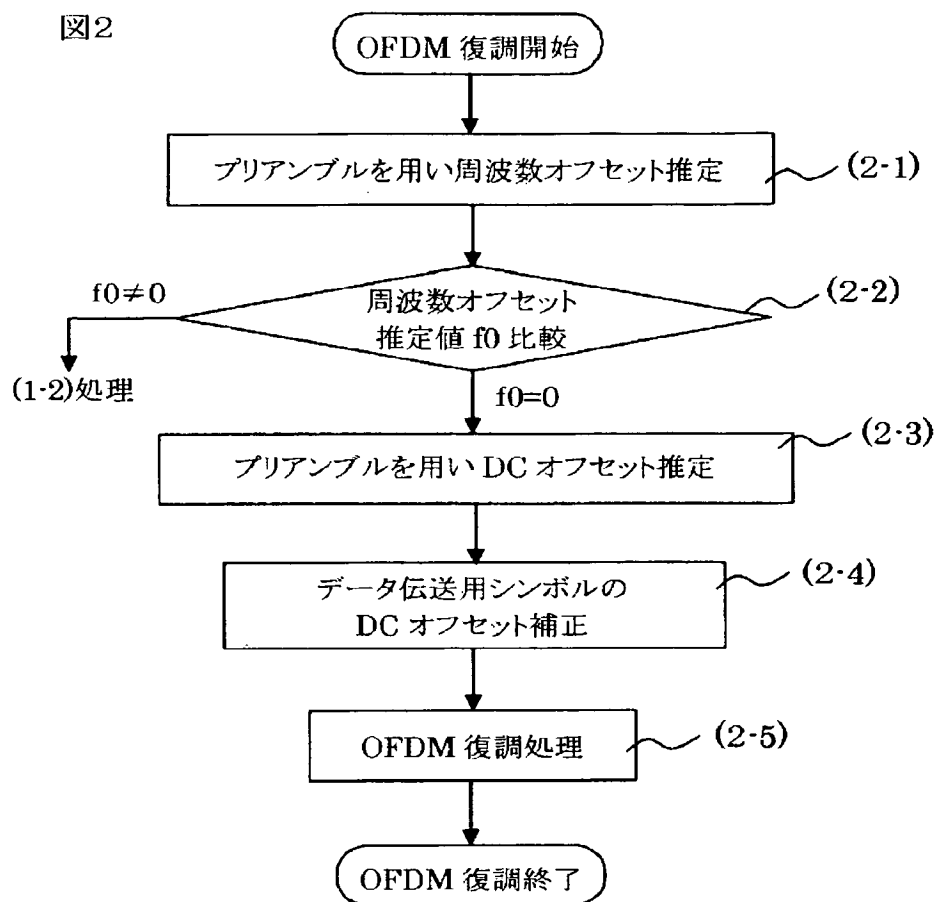 図2
OFDM 復調開始
プリアンブルを用い周波数オフセット推定
(2-1)
f0≠0
周波数オフセット
推定値 f0 比較
(2-2)
(1-2)処理
f0=0
プリアンブルを用い DC オフセット推定
(2-3)
データ伝送用シンボルの
DC オフセット補正
(2-4)
OFDM 復調処理
(2-5)
OFDM 復調終了